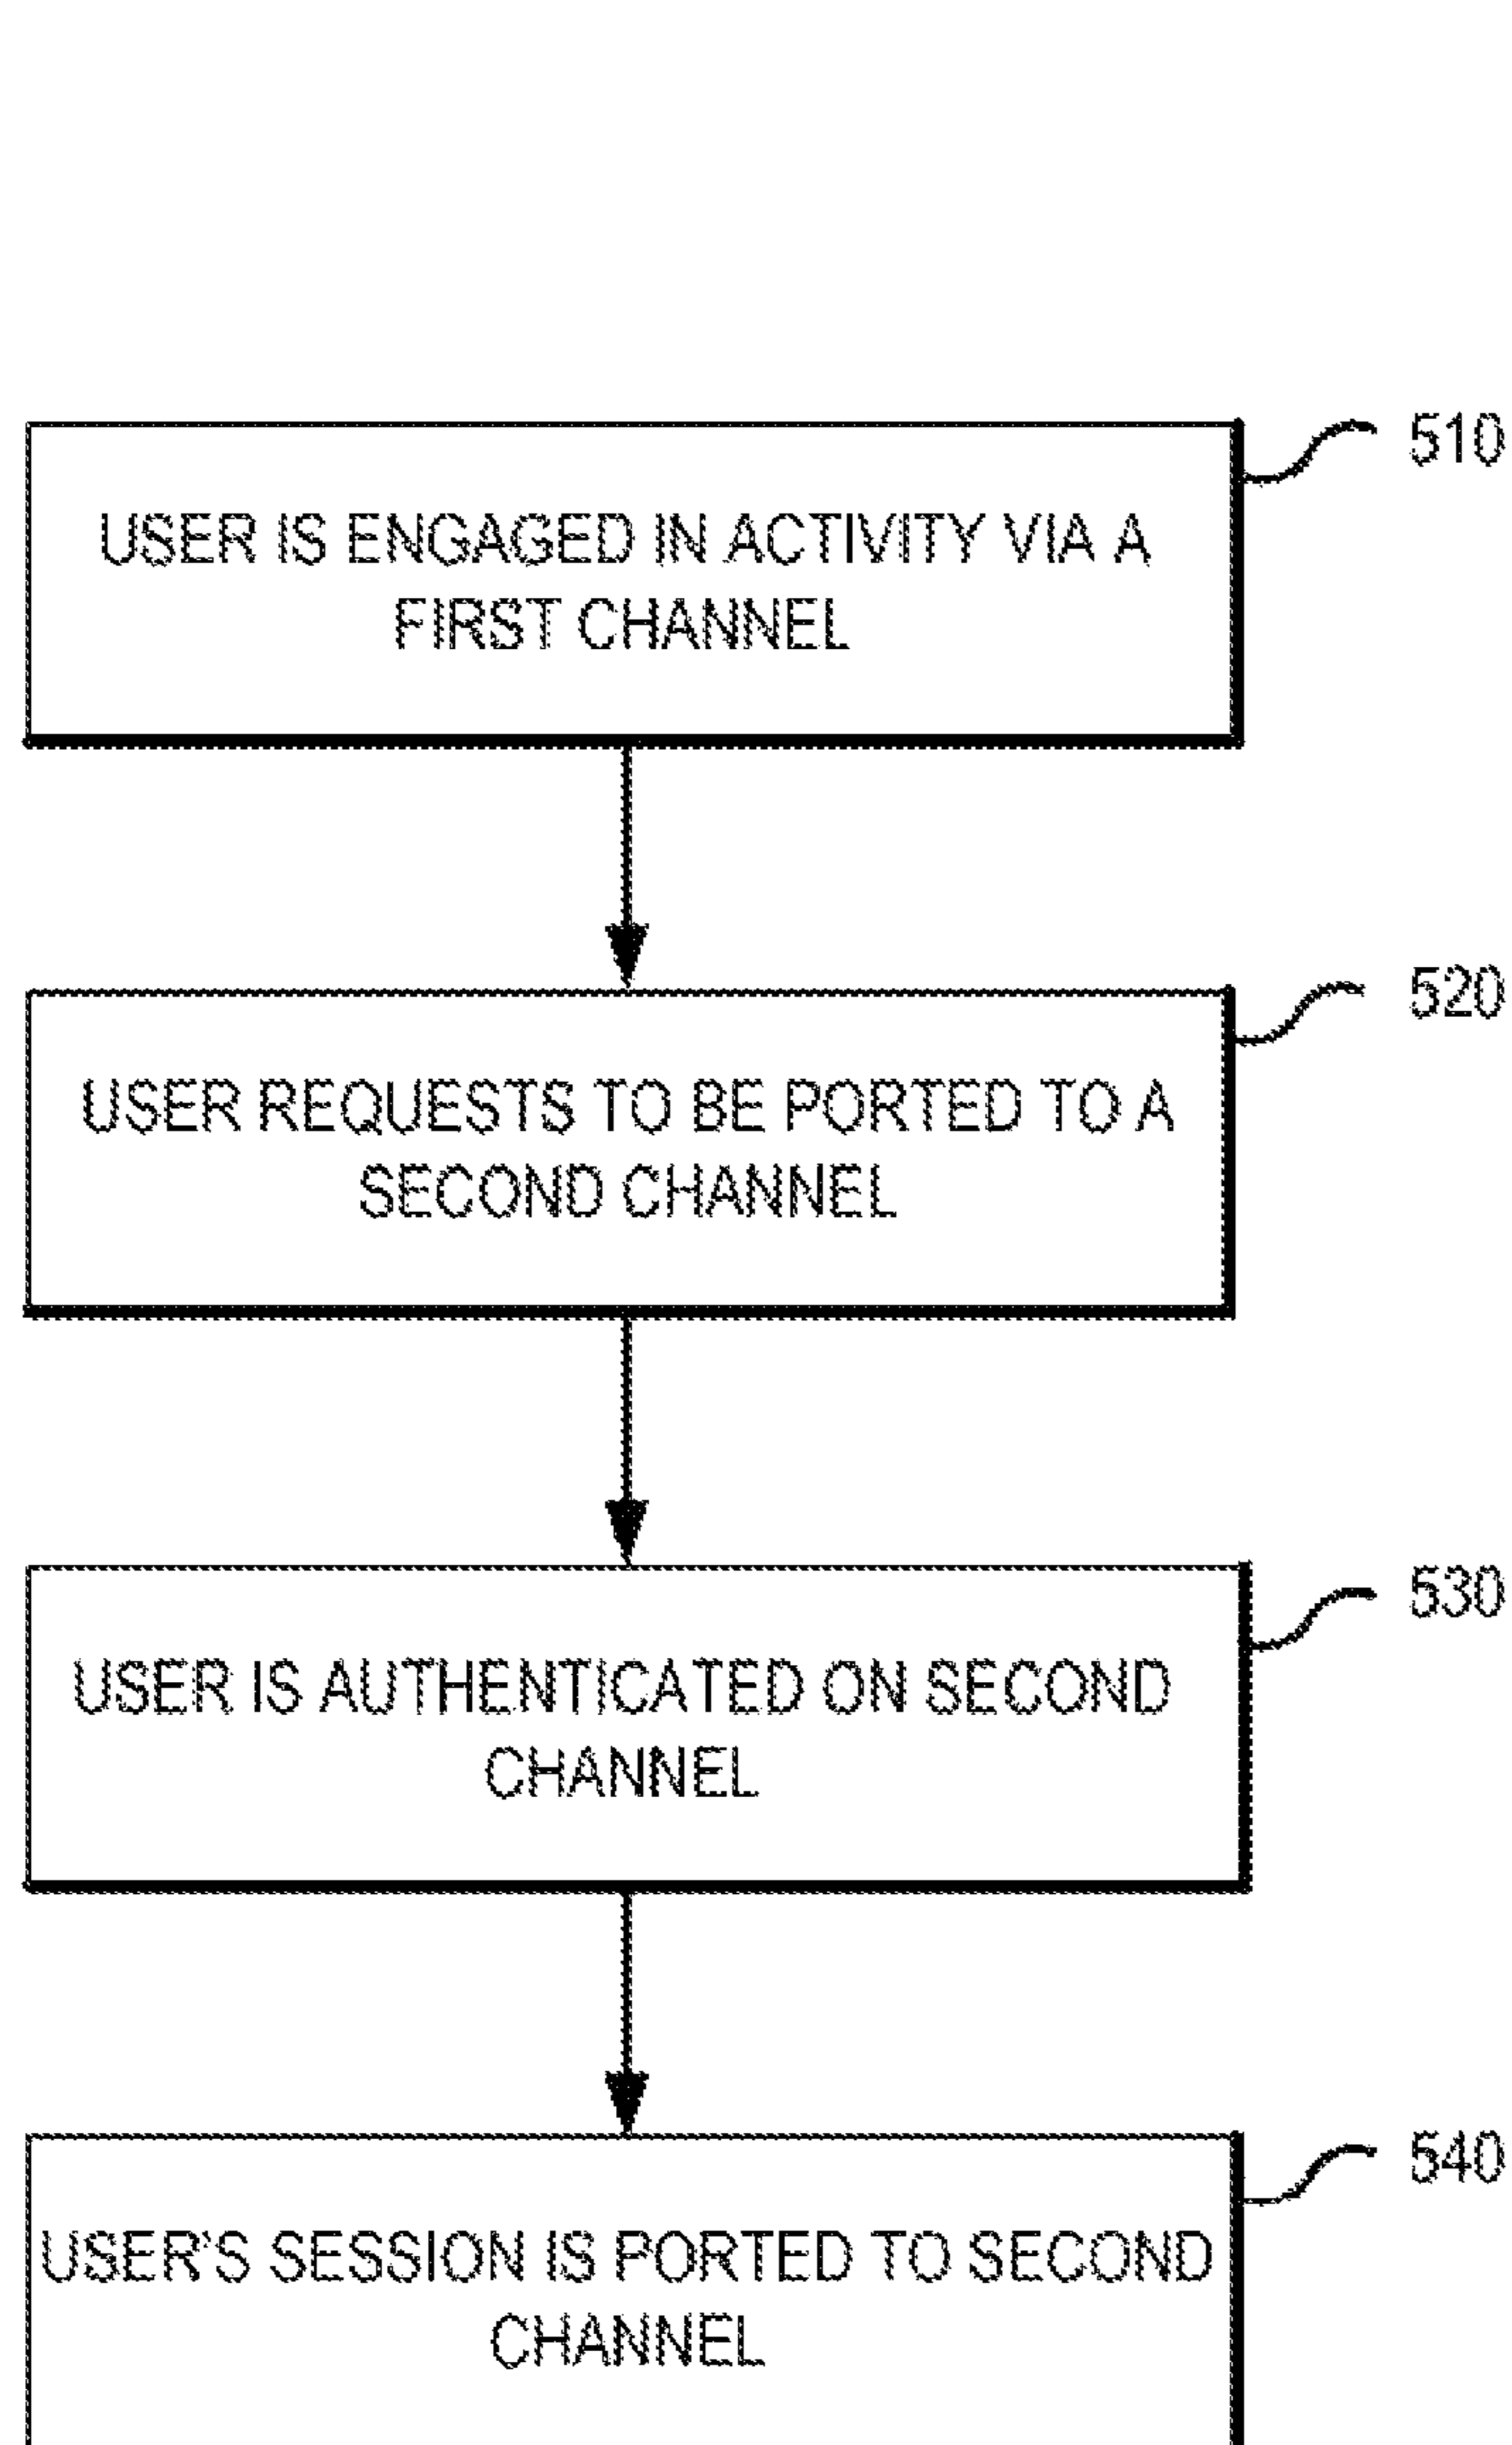 510
USER IS ENGAGED IN ACTIVITY VIA A
FIRST CHANNEL
520
USER REQUESTS TO BE PORTED TO A
SECOND CHANNEL
530
USER IS AUTHENTICATED ON SECOND
CHANNEL
540
USER'S SESSION IS PORTED TO SECOND
CHANNEL